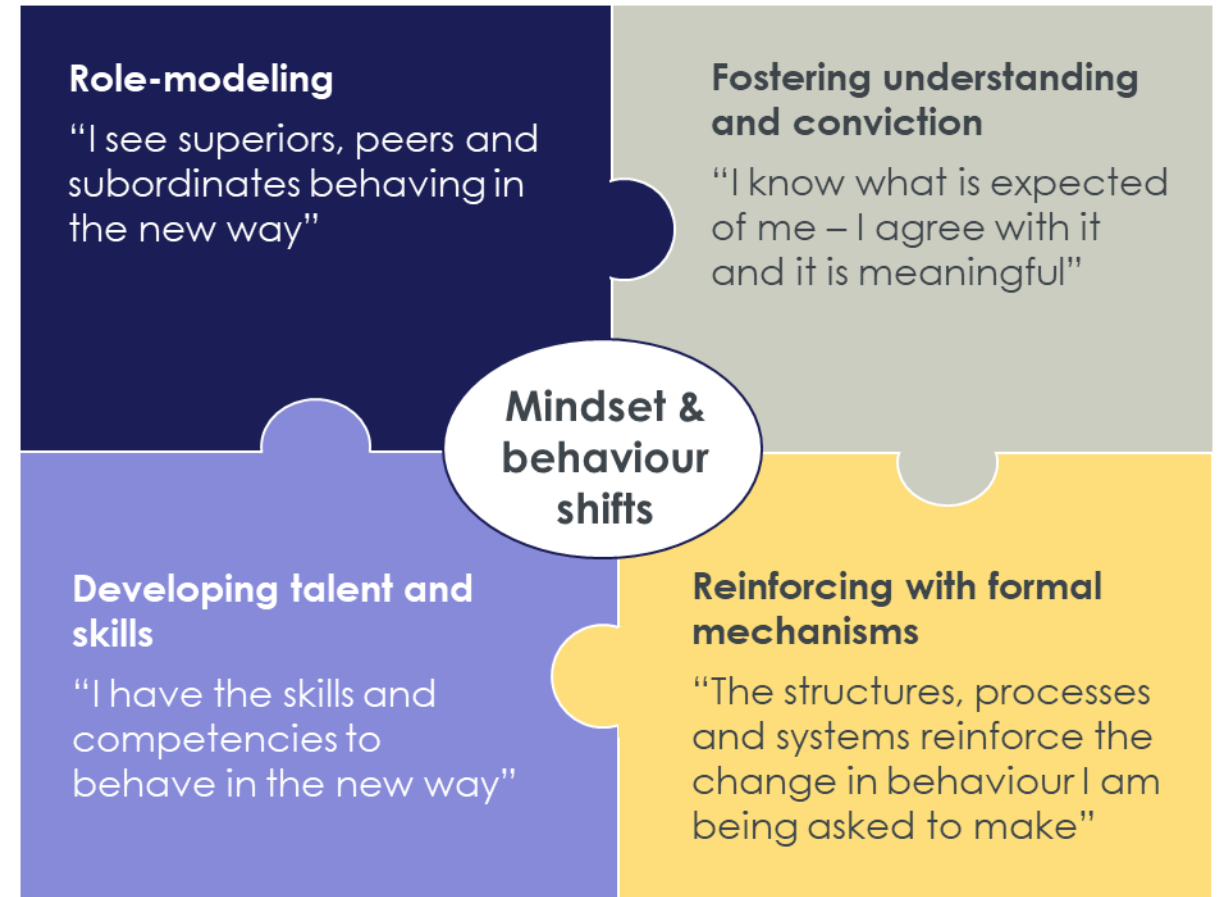 Role-modeling
“I see superiors, peers and
subordinates behaving in
the new way”
Fostering understanding
and conviction
“I know what is expected
of me – I agree with it
and it is meaningful”
Mindset &
behaviour
shifts
Developing talent and
skills
“I have the skills and
competencies to
behave in the new way”
Reinforcing with formal
mechanisms
“The structures, processes
and systems reinforce the
change in behaviour I am
being asked to make”